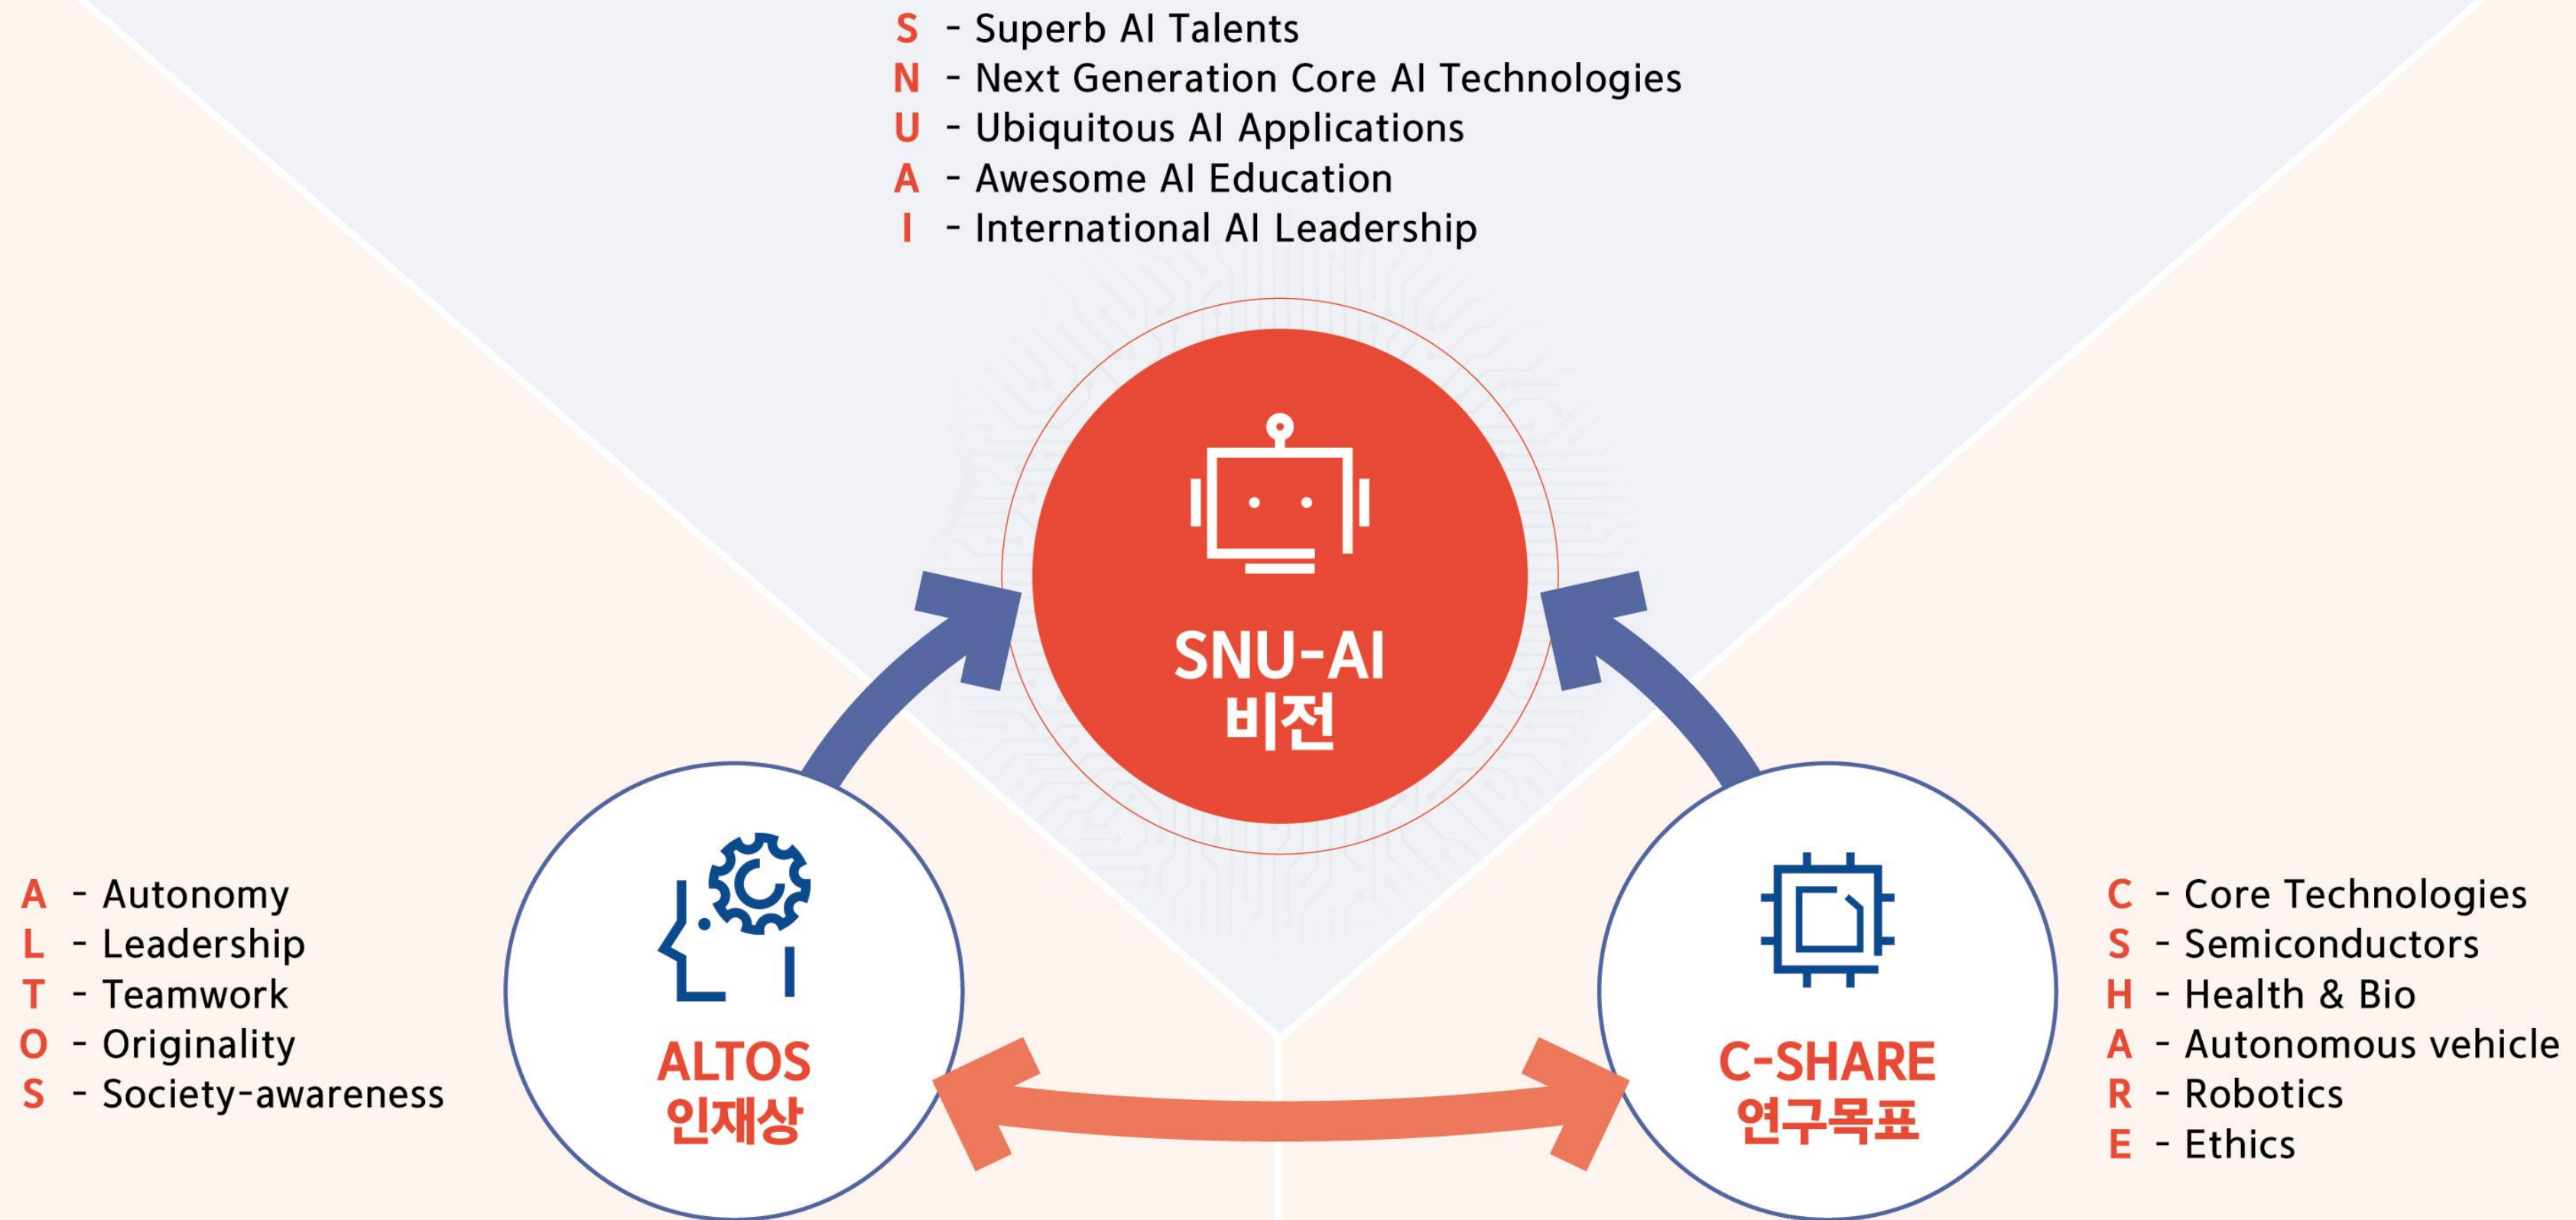 S - Superb AI Talents
N - Next Generation Core AI Technologies
U - Ubiquitous AI Applications
A - Awesome AI Education
I - International AI Leadership
SNU-AI
비전
A - Autonomy
L - Leadership
T - Teamwork
O - Originality
S - Society-awareness
ALTOS
인재상
C-SHARE
연구목표
C - Core Technologies
S - Semiconductors
H - Health & Bio
A - Autonomous vehicle
R - Robotics
E - Ethics